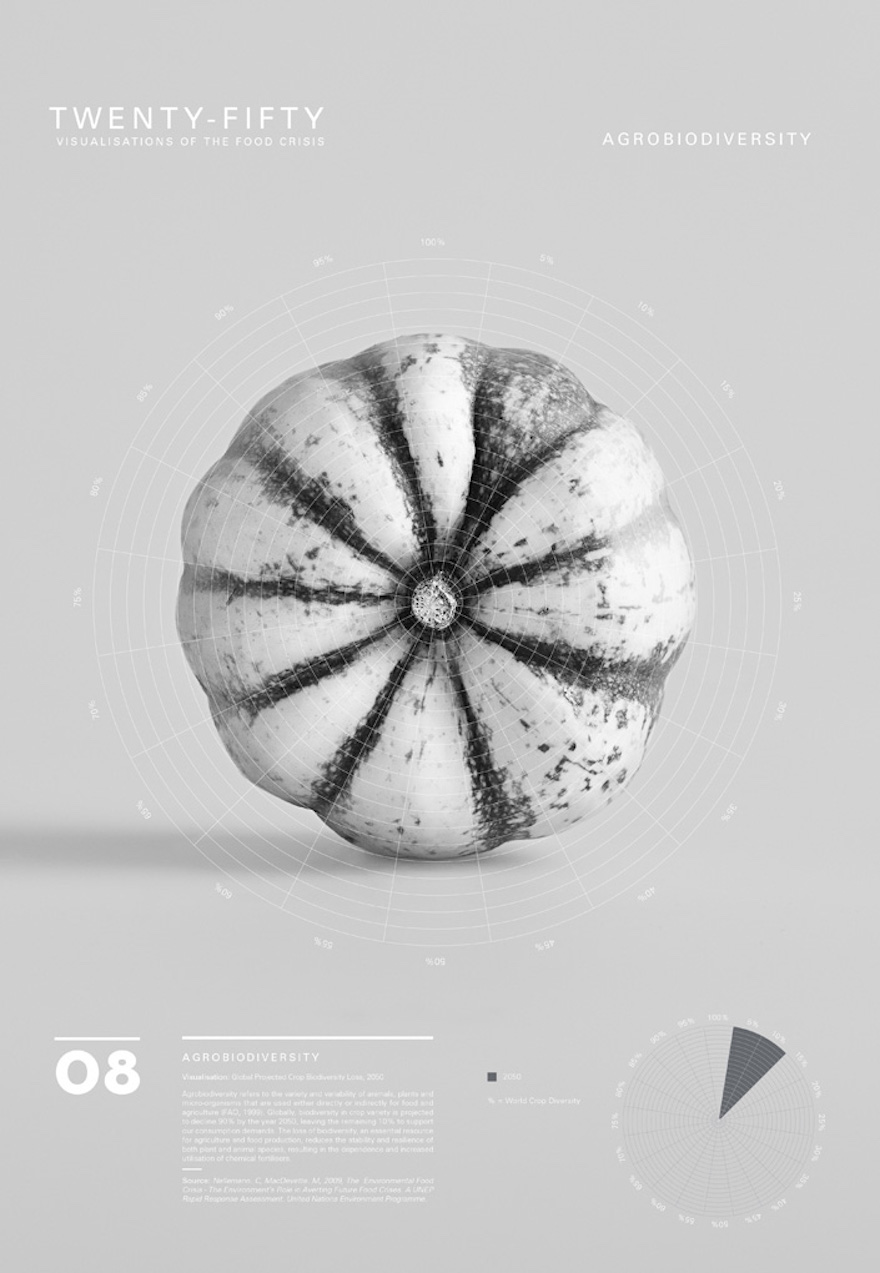 TWENTY-FIFTY
VISUALISATIONS OF THE FOOD CRISIS
AGROBIODIVERSITY
100%
5%
10%
15%
20%
25%
30%
35%
40%
45%
50%
55%
60%
65%
70%
75%
80%
85%
90%
95%
08
AGROBIODIVERSITY
Visualisation: Global Projected Crop Biodiversity Loss, 2050
Agrobiodiversity refers to the variety and variability of animals, plants and
microorganisms that are used either directly or indirectly for food and
agriculture (FAO, 1999). Globally, biodiversity in crop variety is projected
to decline 90% by the year 2050, leaving the remaining 10% to support
our consumption demands. The loss of biodiversity, an essential resource
for agriculture and food production, reduces the stability and resilience of
both plant and animal species, resulting in the dependence and increased
utilisation of chemical fertilisers.
Source: Nellemann, C, MacDevette, M, 2009, The Environmental Food
Crisis - The Environment's Role in Averting Future Food Crises. A UNEP
Rapid Response Assessment. United Nations Environment Programme.
2050
% = World Crop Diversity
100%
5%
10%
15%
20%
25%
30%
35%
40%
45%
50%
55%
60%
65%
70%
75%
80%
85%
90%
95%